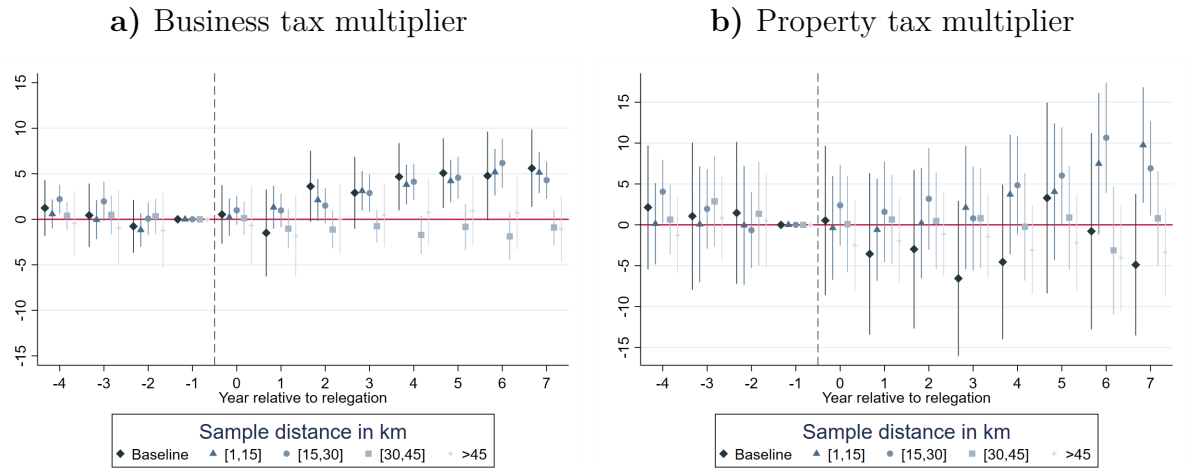 a) Business tax multiplier
15
10
5
0
-5
-10
-15
-4 -3 -2 -1 0 1 2 3 4 5 6 7
Year relative to relegation
Sample distance in km
Baseline [1,15] [15,30] [30,45] >45
b) Property tax multiplier
15
10
5
0
-5
-10
-15
-4 -3 -2 -1 0 1 2 3 4 5 6 7
Year relative to relegation
Sample distance in km
Baseline [1,15] [15,30] [30,45] >45